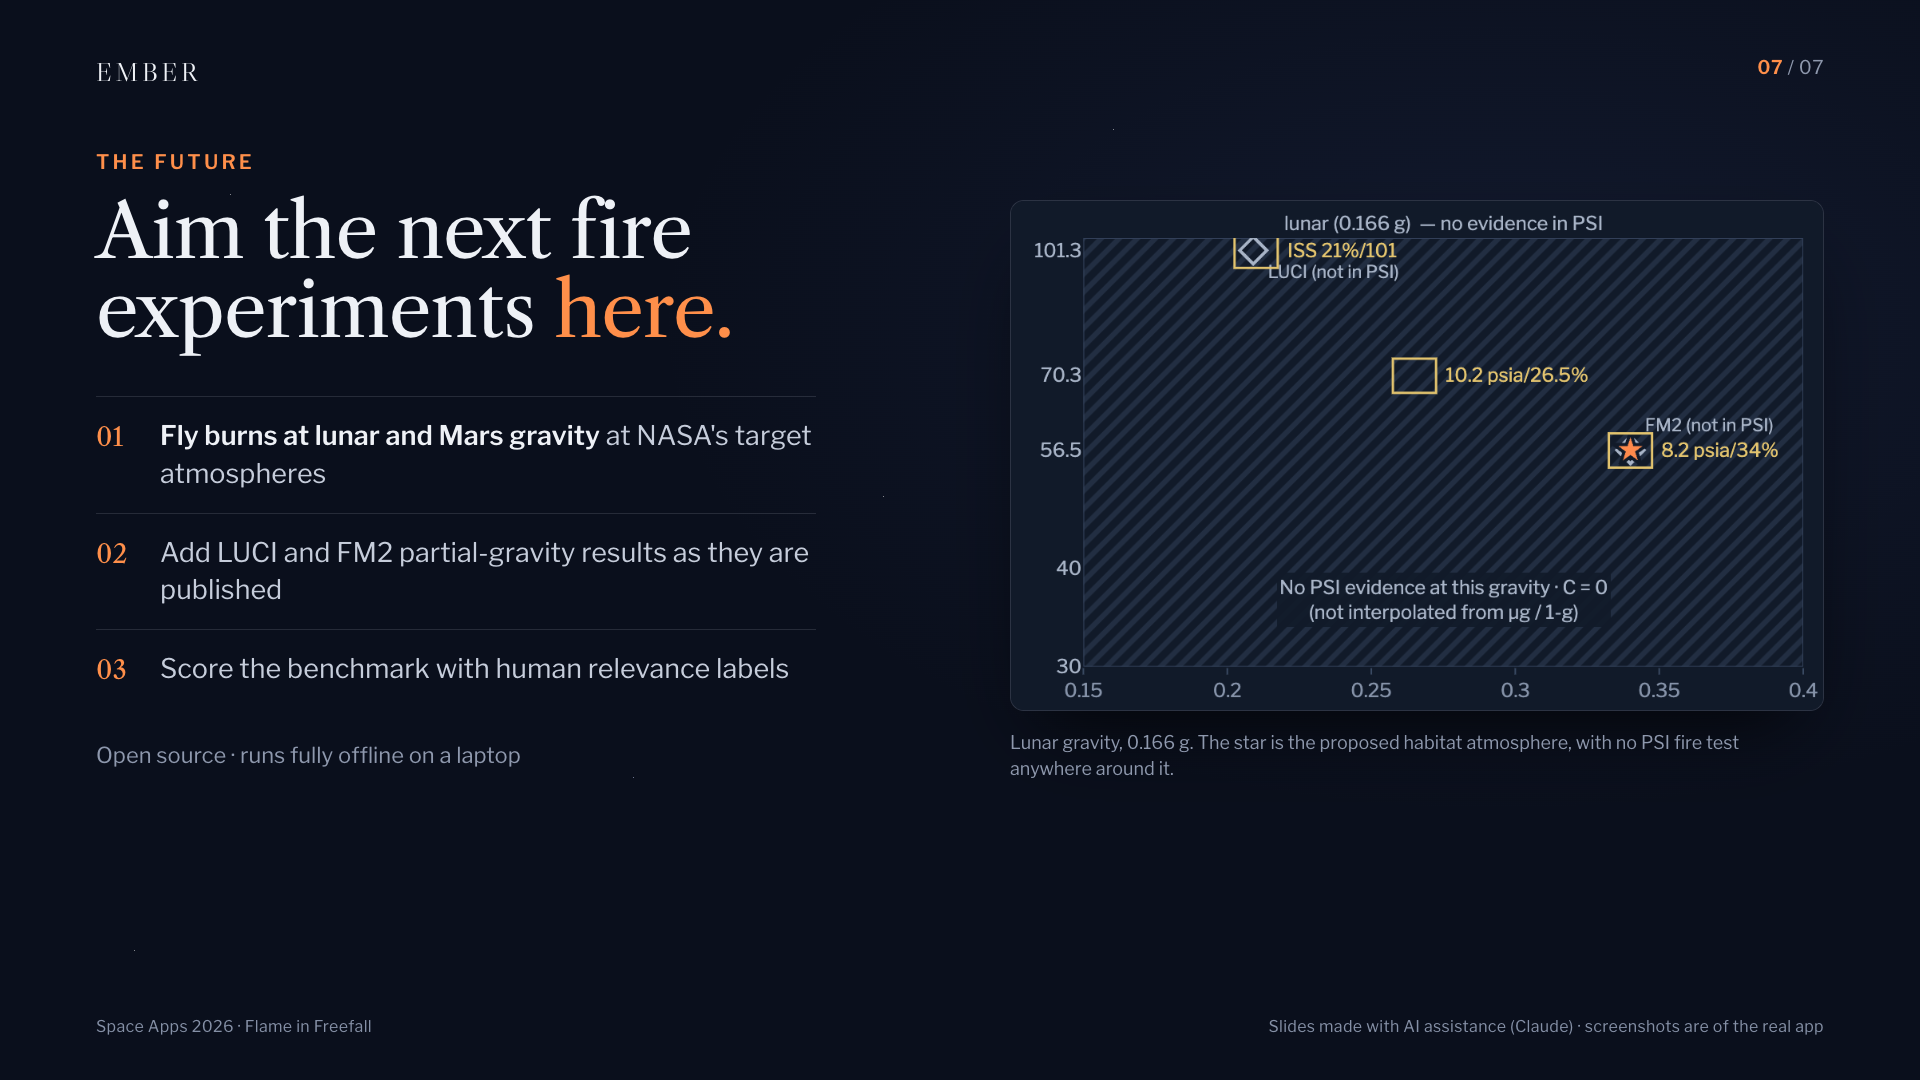 EMBER
07 / 07
THE FUTURE
Aim the next fire
experiments here.
01 Fly burns at lunar and Mars gravity at NASA's target
atmospheres
02 Add LUCI and FM2 partial-gravity results as they are
published
03 Score the benchmark with human relevance labels
Open source · runs fully offline on a laptop
lunar (0.166 g) — no evidence in PSI
101.3
ISS 21%/101
LUCI (not in PSI)
70.3
10.2 psia/26.5%
FM2 (not in PSI)
56.5
8.2 psia/34%
40
No PSI evidence at this gravity · C = 0
(not interpolated from µg / 1-g)
30
0.15 0.2 0.25 0.3 0.35 0.4
Lunar gravity, 0.166 g. The star is the proposed habitat atmosphere, with no PSI fire test
anywhere around it.
Space Apps 2026 · Flame in Freefall
Slides made with AI assistance (Claude) · screenshots are of the real app